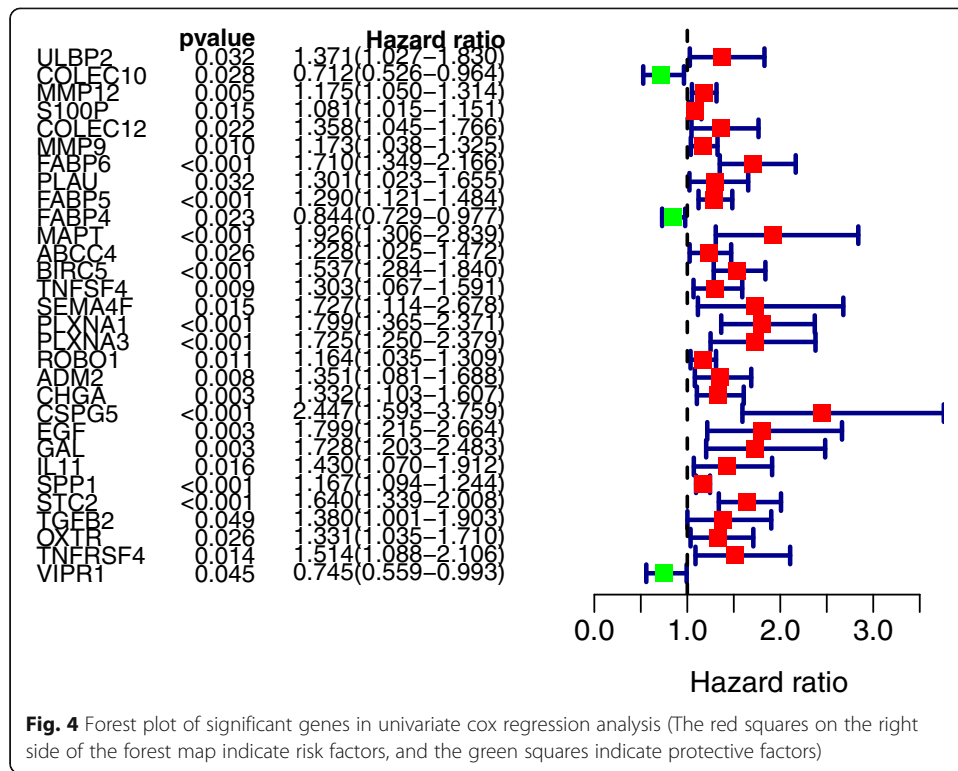 pvalue Hazard ratio
ULBP2 0.032 1.371(1.027−1.830)
COLEC10 0.028 0.712(0.526−0.964)
MMP12 0.005 1.175(1.050−1.314)
S100P 0.015 1.081(1.015−1.151)
COLEC12 0.022 1.358(1.045−1.766)
MMP9 0.010 1.173(1.038−1.325)
FABP6 <0.001 1.710(1.349−2.166)
PLAU 0.032 1.301(1.023−1.655)
FABP5 <0.001 1.290(1.121−1.484)
FABP4 0.023 0.844(0.729−0.977)
MAPT <0.001 1.926(1.306−2.839)
ABCC4 0.026 1.228(1.025−1.472)
BIRC5 <0.001 1.537(1.284−1.840)
TNFSF4 0.009 1.303(1.067−1.591)
SEMA4F 0.015 1.727(1.114−2.678)
PLXNA1 <0.001 1.799(1.365−2.371)
PLXNA3 <0.001 1.725(1.250−2.379)
ROBO1 0.011 1.164(1.035−1.309)
ADM2 0.008 1.351(1.081−1.688)
CHGA 0.003 1.332(1.103−1.607)
CSPG5 <0.001 2.447(1.593−3.759)
EGF 0.003 1.799(1.215−2.664)
GAL 0.003 1.728(1.203−2.483)
IL11 0.016 1.430(1.070−1.912)
SPP1 <0.001 1.167(1.094−1.244)
STC2 <0.001 1.640(1.339−2.008)
TGFB2 0.049 1.380(1.001−1.903)
OXTR 0.026 1.331(1.035−1.710)
TNFRSF4 0.014 1.514(1.088−2.106)
VIPR1 0.045 0.745(0.559−0.993)
0.0 1.0 2.0 3.0
Hazard ratio
Fig. 4 Forest plot of significant genes in univariate cox regression analysis (The red squares on the right
side of the forest map indicate risk factors, and the green squares indicate protective factors)